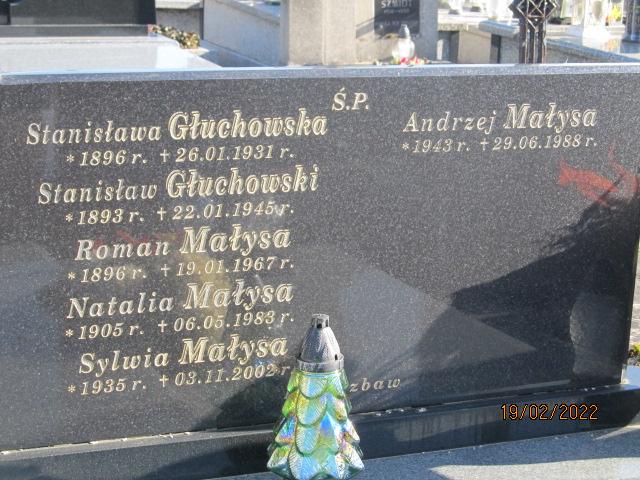 SZMIDT
Ś.P.
Stanisława Głuchowska
* 1896 r. + 26.01.1931 r.
Stanisław Głuchowski
* 1893 r. + 22.01.1945 r.
Roman Małysa
* 1896 r. + 19.01.1967 r.
Natalia Małysa
* 1905 r. + 06.05.1983 r.
Sylwia Małysa
* 1935 r. + 03.11.2002 r.
Andrzej Małysa
* 1943 r. + 29.06.1988 r.
19/02/2022